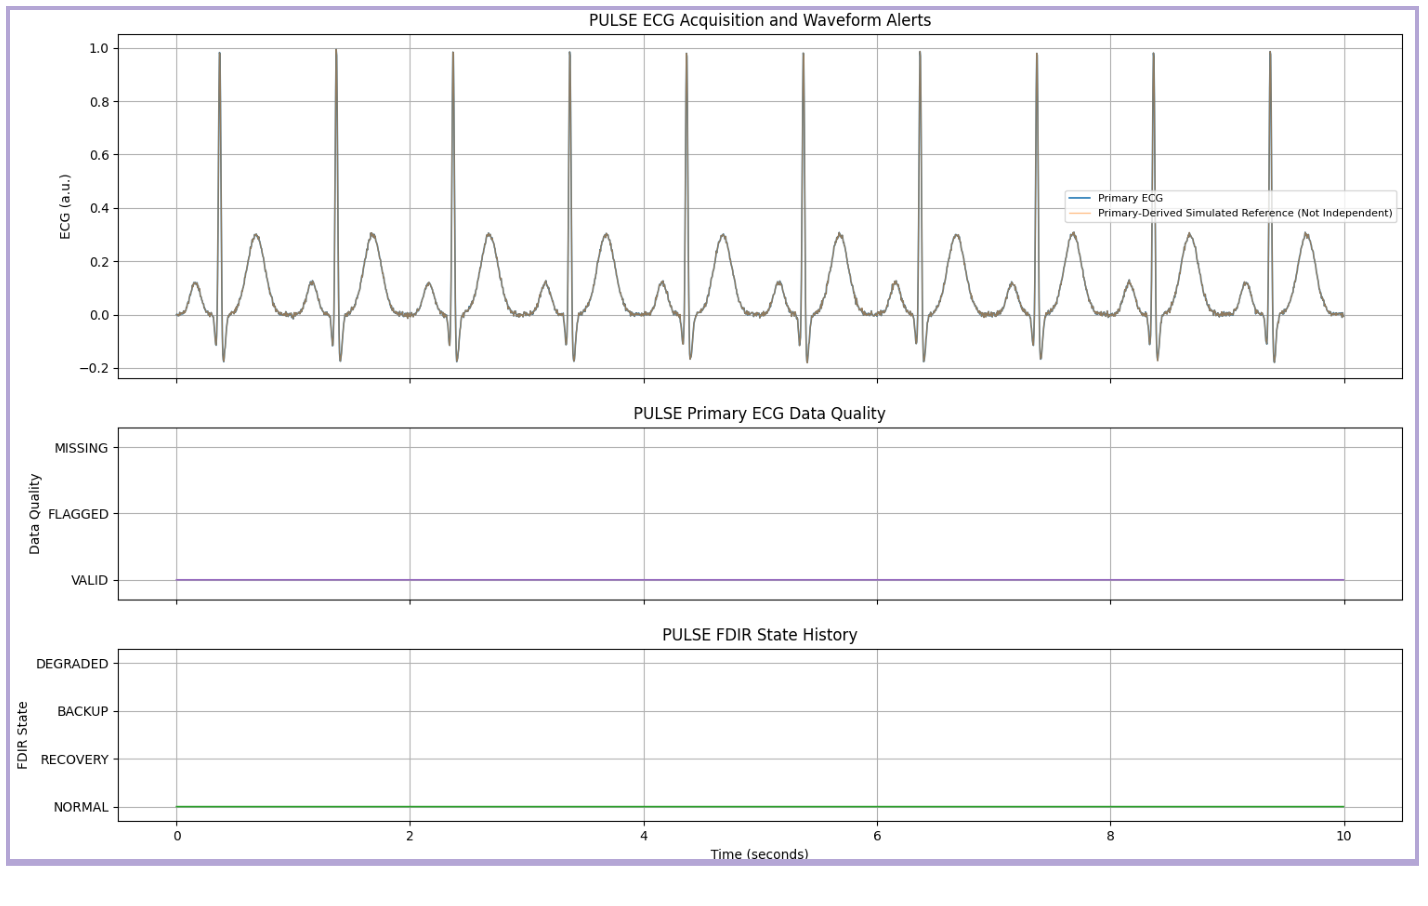 PULSE ECG Acquisition and Waveform Alerts
1.0
0.8
0.6
0.4
0.2
0.0
−0.2
ECG (a.u.)
Primary ECG
Primary-Derived Simulated Reference (Not Independent)
PULSE Primary ECG Data Quality
MISSING
FLAGGED
VALID
Data Quality
PULSE FDIR State History
DEGRADED
BACKUP
RECOVERY
NORMAL
FDIR State
0 2 4 6 8 10
Time (seconds)